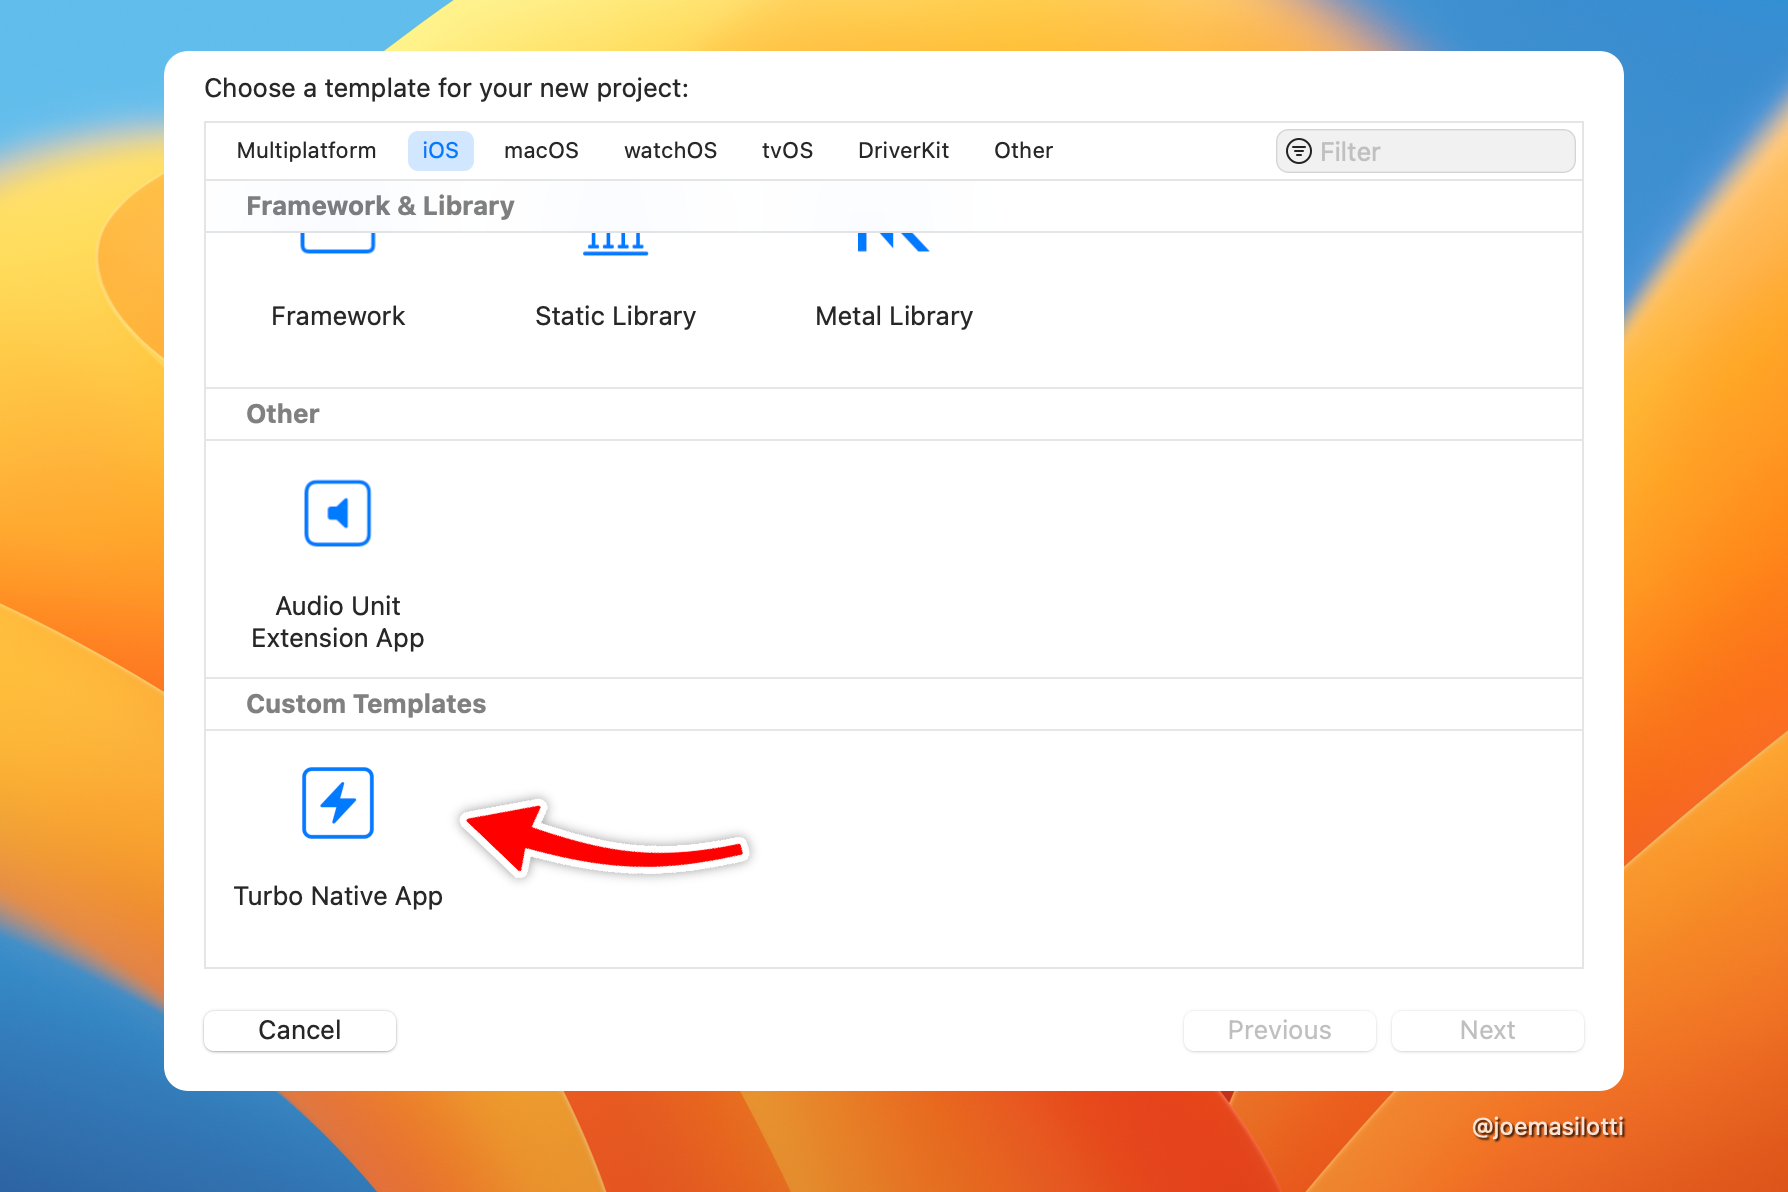 Choose a template for your new project:
Multiplatform iOS macOS watchOS tvOS DriverKit Other Filter
Framework & Library
Framework Static Library Metal Library
Other
Audio Unit
Extension App
Custom Templates
Turbo Native App
Cancel Previous Next
@joemasilotti